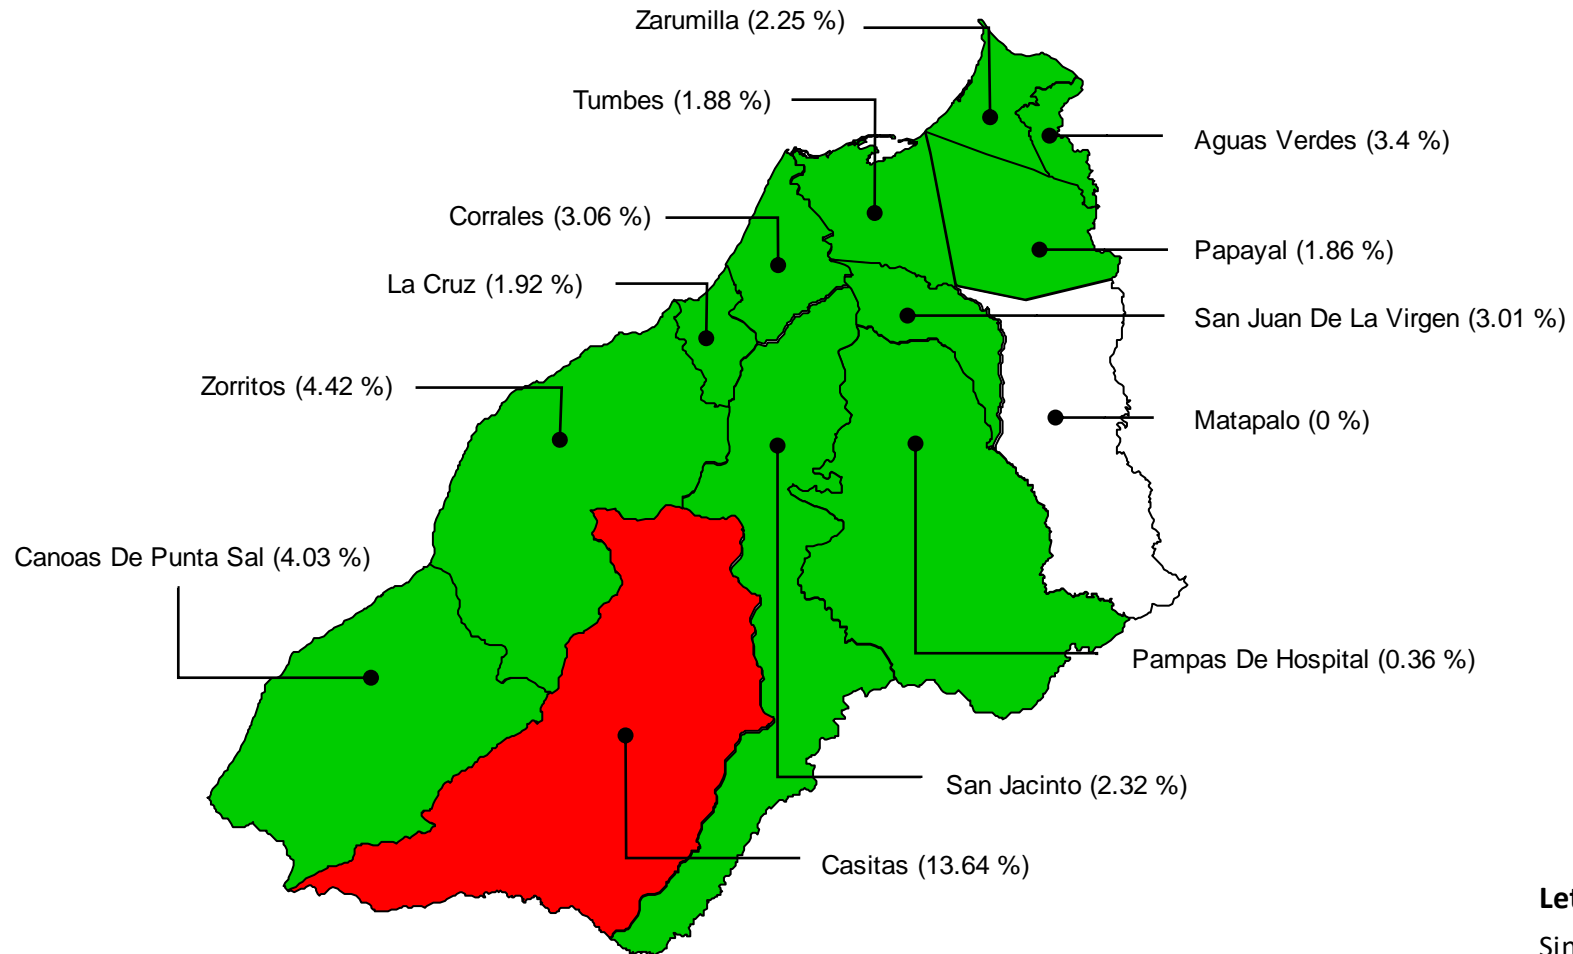 Zarumilla (2.25 %)
Tumbes (1.88 %)
Aguas Verdes (3.4 %)
Corrales (3.06 %)
Papayal (1.86 %)
La Cruz (1.92 %)
San Juan De La Virgen (3.01 %)
Zorritos (4.42 %)
Matapalo (0 %)
Canoas De Punta Sal (4.03 %)
Pampas De Hospital (0.36 %)
San Jacinto (2.32 %)
Casitas (13.64 %)